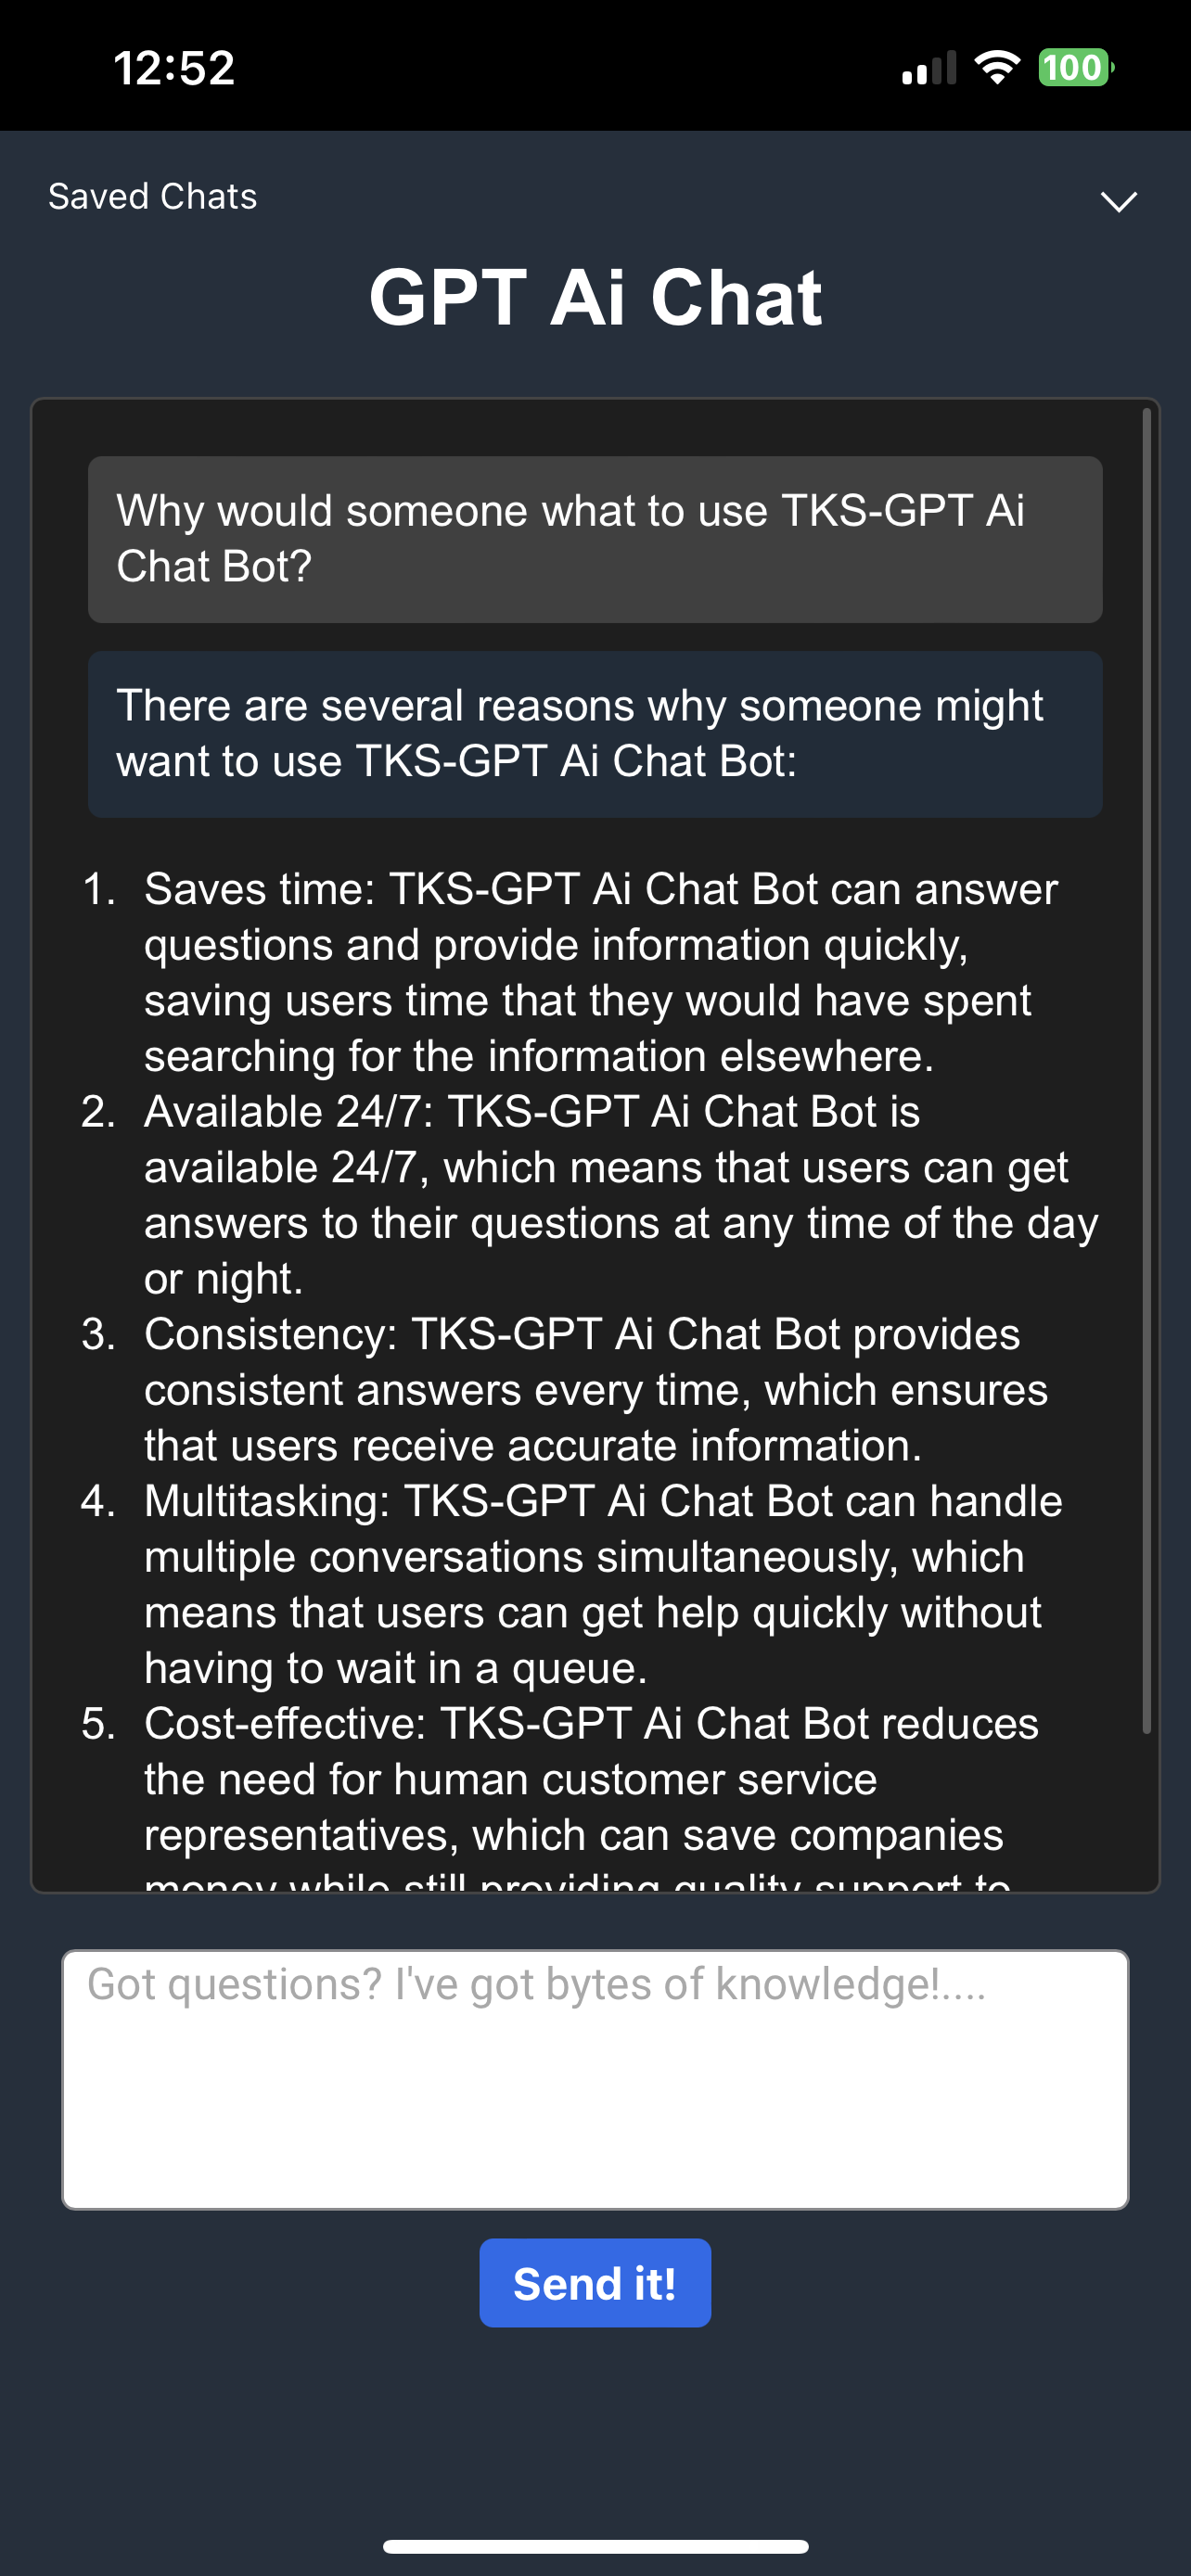 12:52
100
Saved Chats
GPT Ai Chat
Why would someone what to use TKS-GPT Ai
Chat Bot?
There are several reasons why someone might
want to use TKS-GPT Ai Chat Bot:
1. Saves time: TKS-GPT Ai Chat Bot can answer
questions and provide information quickly,
saving users time that they would have spent
searching for the information elsewhere.
2. Available 24/7: TKS-GPT Ai Chat Bot is
available 24/7, which means that users can get
answers to their questions at any time of the day
or night.
3. Consistency: TKS-GPT Ai Chat Bot provides
consistent answers every time, which ensures
that users receive accurate information.
4. Multitasking: TKS-GPT Ai Chat Bot can handle
multiple conversations simultaneously, which
means that users can get help quickly without
having to wait in a queue.
5. Cost-effective: TKS-GPT Ai Chat Bot reduces
the need for human customer service
representatives, which can save companies
money while still providing quality support to
Got questions? I've got bytes of knowledge!....
Send it!